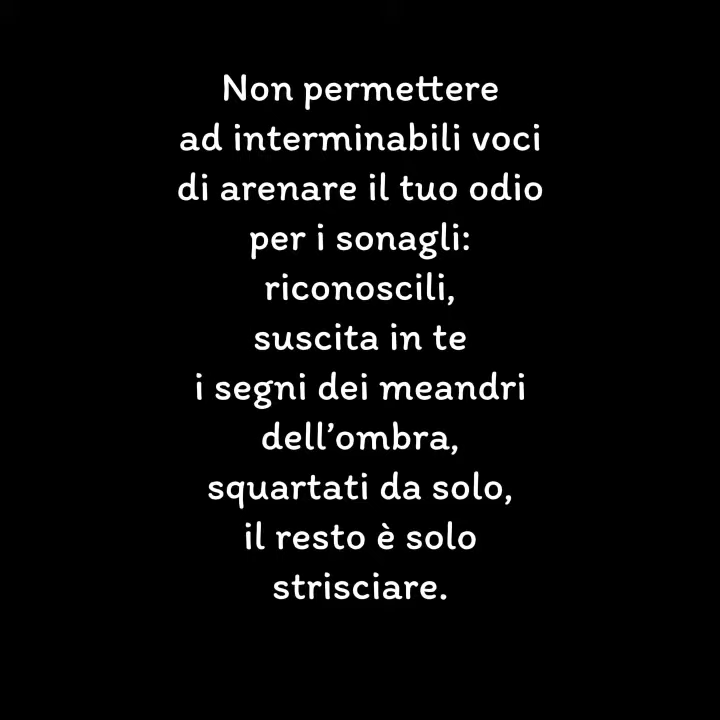 Non permettere
ad interminabili voci
di arenare il tuo odio
per i sonagli:
riconoscili,
suscita in te
i segni dei meandri
dell’ombra,
squartati da solo,
il resto è solo
strisciare.